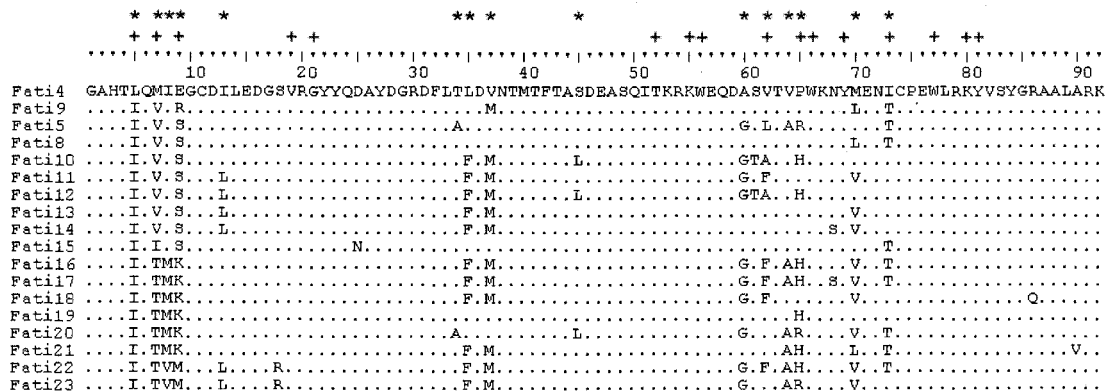 * *** * ** * * * * ** * *
+ + + + + + ++ + ++ + + + ++
10 20 30 40 50 60 70 80 90
Fati4 GAHTLQMIEGCDILEDGSVRGYYQDAYDGRDFLTLDVNTMTFTASDEASQITKRKWEQDASVTVPWKNYMENICPEWLRKYVSYGRAALARK
Fati9 ....I.V.R...........................M................................L..T...................
Fati5 ....I.V.S........................A.........................G.L.AR.......T...................
Fati8 ....I.V.S............................................................L..T...................
Fati10 ....I.V.S.........................F.M.......L..............GTA..H...........................
Fati11 ....I.V.S...L.....................F.M......................G.F.......V......................
Fati12 ....I.V.S...L.....................F.M.......L..............GTA..H...........................
Fati13 ....I.V.S...L.....................F.M................................V......................
Fati14 ....I.V.S...L.....................F.M..............................S.V......................
Fati15 ....I.I.S...............N...............................................T...................
Fati16 ....I.TMK.........................F.M......................G.F.AH....V..T...................
Fati17 ....I.TMK.........................F.M......................G.F.AH..S.V..T...................
Fati18 ....I.TMK.........................F.M......................G.F.......V...............Q......
Fati19 ....I.TMK.......................................................H...........................
Fati20 ....I.TMK........................A..........L..............G...AR....V..T...................
Fati21 ....I.TMK.........................F.M..........................AH....L..T................V..
Fati22 ....I.TVM...L....R................F.M......................G.F.AH....V..T...................
Fati23 ....I.TVM...L....R................F.M......................G...AR....V......................